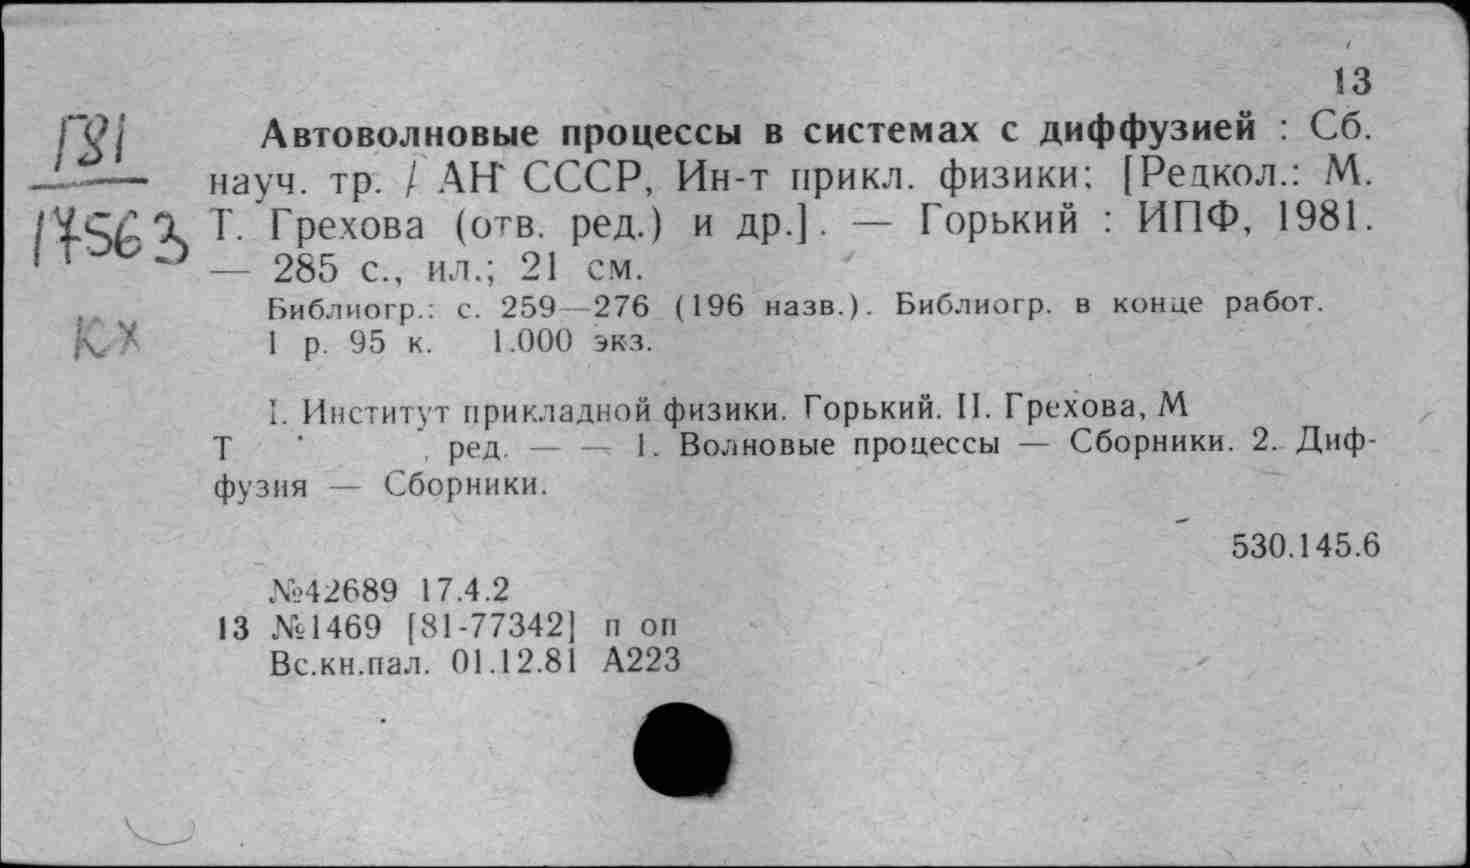 13
Г81
17563
КХ
Автоволновые процессы в системах с диффузией : Сб.
науч. тр. / АН СССР, Ин-т прикл. физики; [Редкол.: М.
Т. Грехова (отв. ред.) и др.]. — Горький : ИПФ, 1981.
— 285 с., ил.; 21 см.
Библиогр.: с. 259—276 (196 назв.). Библиогр. в конце работ.
1 р. 95 к. 1.000 экз.
I. Институт прикладной физики. Горький. II. Грехова, М
Т , ред. — — 1. Волновые процессы — Сборники. 2. Диф-
фузия — Сборники.
530.145.6
№42689 17.4.2
13 №1469 [81-77342] п оп
Вс.кн.пал. 01.12.81 А223